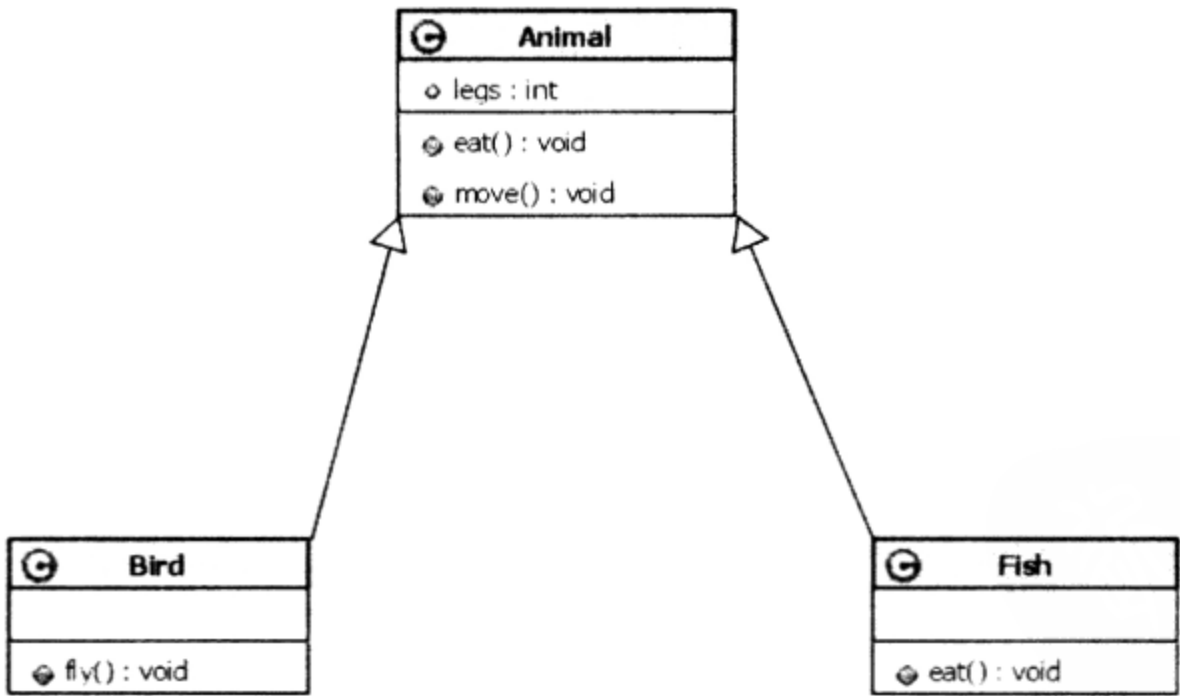 Animal
legs : int
eat() : void
move() : void
Bird
fly() : void
Fish
eat() : void